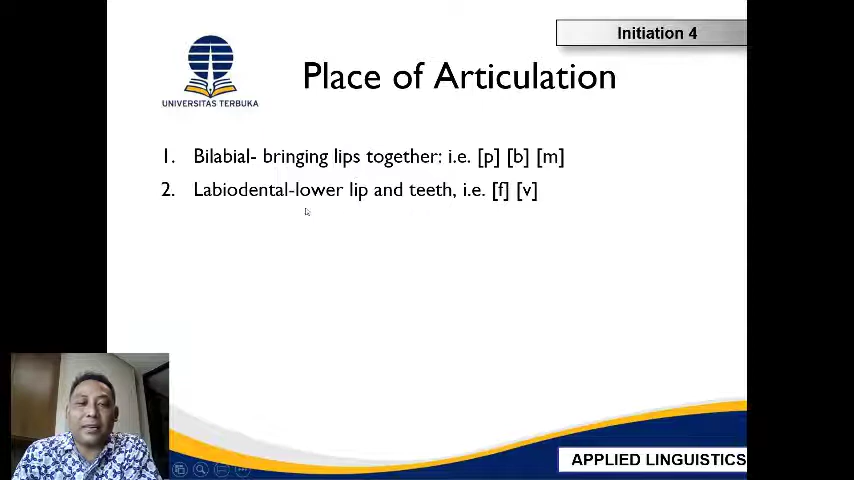 Initiation 4
Place of Articulation
UNIVERSITAS TERBUKA
1. Bilabial- bringing lips together: i.e. [p] [b] [m]
2. Labiodental-lower lip and teeth, i.e. [f] [v]
APPLIED LINGUISTICS